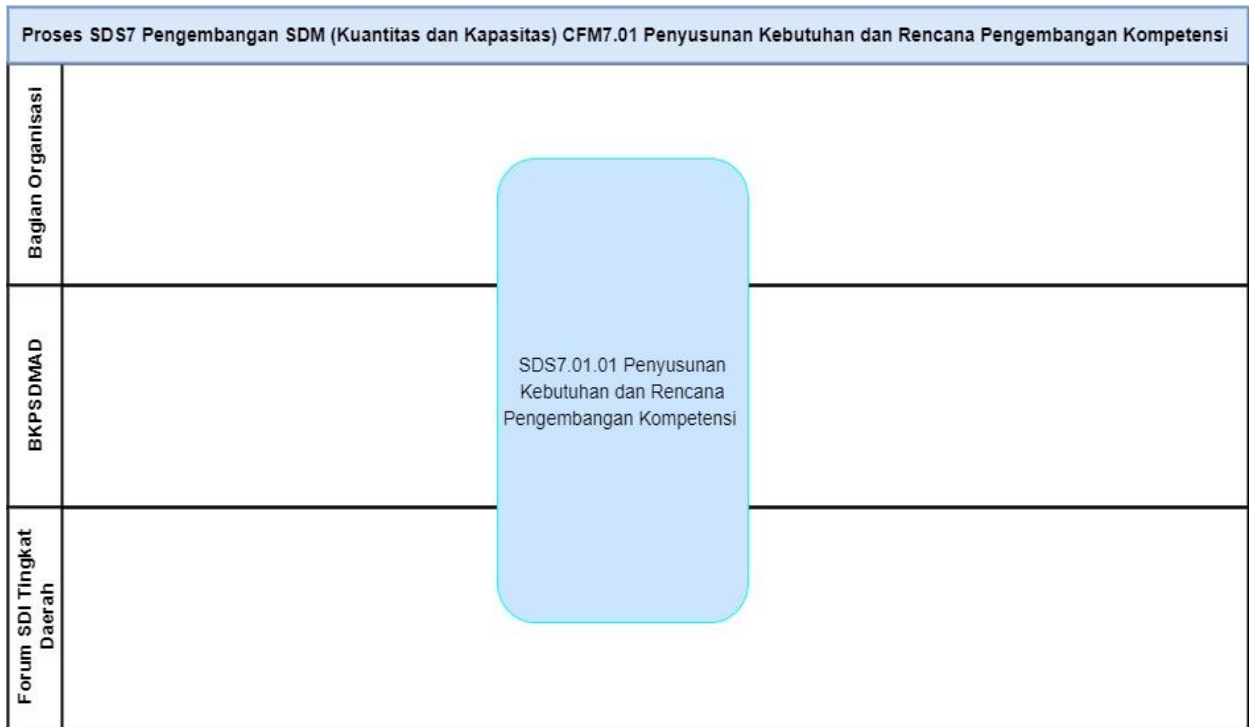 Proses SDS7 Pengembangan SDM (Kuantitas dan Kapasitas) CFM7.01 Penyusunan Kebutuhan dan Rencana Pengembangan Kompetensi
Bagian Organisasi
BKPSDMAD
SDS7.01.01 Penyusunan
Kebutuhan dan Rencana
Pengembangan Kompetensi
Forum SDI Tingkat
Daerah